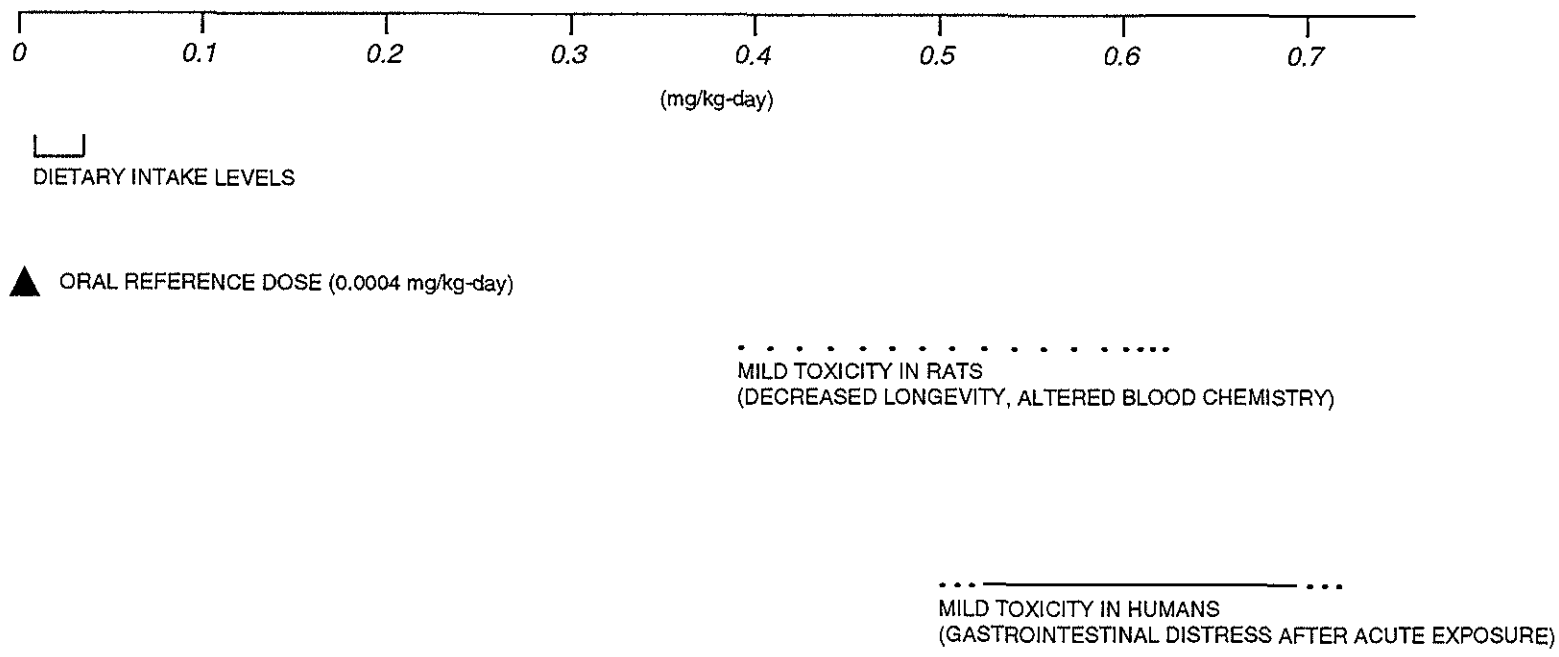 0 0.1 0.2 0.3 0.4 0.5 0.6 0.7
(mg/kg-day)
DIETARY INTAKE LEVELS
ORAL REFERENCE DOSE (0.0004 mg/kg-day)
MILD TOXICITY IN RATS
(DECREASED LONGEVITY, ALTERED BLOOD CHEMISTRY)
MILD TOXICITY IN HUMANS
(GASTROINTESTINAL DISTRESS AFTER ACUTE EXPOSURE)